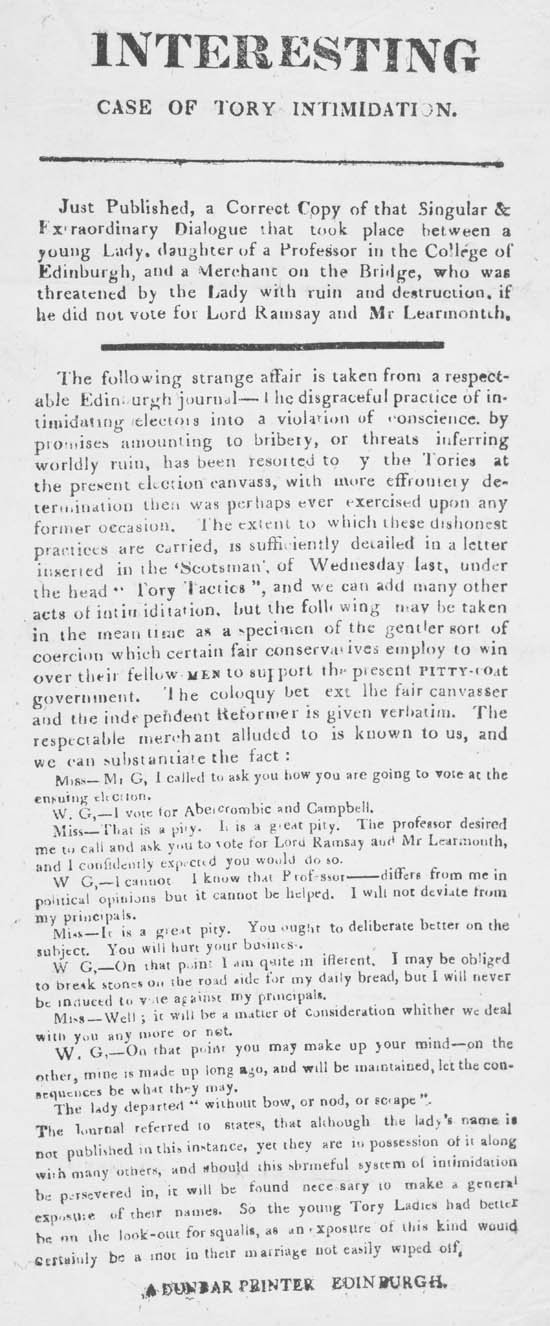 INTERESTING
CASE OF TORY INTIMIDATION.
Just Published, a Correct Copy of that Singular &
Extraordinary Dialogue that took place between a
young Lady, daughter of a Professor in the College of
Edinburgh, and a Merchant on the Bridge, who was
threatened by the Lady with ruin and destruction, if
he did not vote for Lord Ramsay and Mr Learmontch,
The following strange affair is taken from a respect-
able Edinburgh journal—The disgraceful practice of in-
timidating electors into a violation of conscience, by
promises amounting to bribery, or threats inferring
worldly ruin, has been resorted to y the Tories at
the present election canvass, with more effrontety de-
termination then was perhaps ever exercised upon any
former occasion. The extent to which these dishonest
practices are carried, is sufficiently detailed in a letter
inserted in the 'Scotsman', of Wednesday last, under
the head " Tory Tactics ", and we can add many other
acts of intimiditation, but the following may be taken
in the mean time as a specimen of the gentler sort of
coercion which certain fair conservatives employ to win
over their fellow-MEN to support the present PITTY-coat
government. The coloquy bet ext the fair canvasser
and the independent Reformer is given verbatim. The
respectable merchant alluded to is known to us, and
we can substantiate the fact :
Miss—Mr G, I called to ask you how you are going to vote at the
ensuing election.
W. G,—I vote for Abercrombie and Campbell.
Miss—That is a pity. It is a great pity. The professor desired
me to call and ask you to vote for Lord Ramsay and Mr Learmonth,
and I confidently expected you would do so.
W G,—I cannot I know that Professor——differs from me in
political opinions but it cannot be helped. I will not deviate from
my principals.
Miss—It is a great pity. You ought to deliberate better on the
subject. You will hurt your business.
W G,—On that point I am quite in ifferent. I may be obliged
to break stones on the road side for my daily bread, but I will never
be induced to vote against my principals.
Miss—Well ; it will be a matter of consideration whither we deal
with you any more or not.
W. G,—On that point you may make up your mind—on the
other, mine is made up long ago, and will be maintained, let the con-
sequences be what they may.
The lady departed " without bow, or nod, or scrape ".
The Journal referred to states, that although the lady's name is
not published in this instance, yet they are in possession of it along
with many others, and should this shrmeful system of intimidation
be persevered in, it will be found necessary to make a general
exposure of their names. So the young Tory Ladies had better
be on the look-out for squalls, as an exposure of this kind would
certainly be a mot in their marriage not easily wiped off,
A DUNBAR PRINTER EDINBURGH.